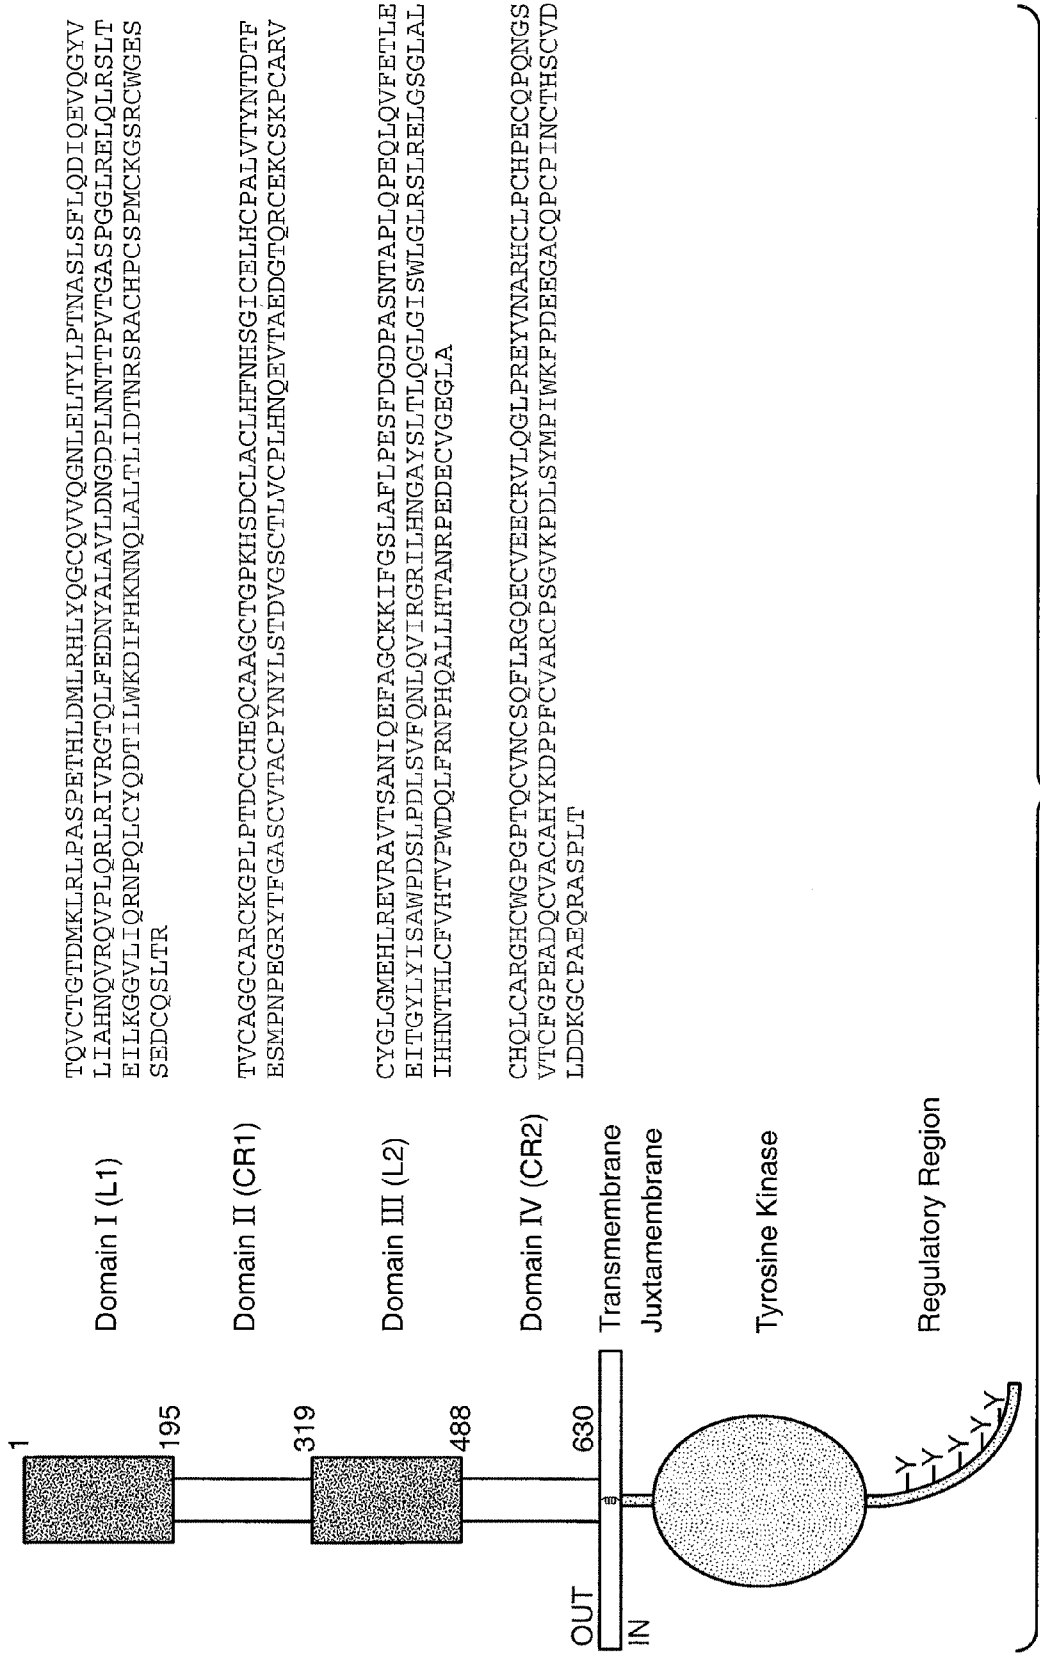 1
195
319
488
630
OUT
IN
Domain I (L1)
TQVCTGTDMKLRLPASPETHLDMLRHLYQGCQVVQGNLELTYLPTNASLSFLQDIQEVQGYV
LIAHNQVRQVPLQRLRIVRGTQLFEDNYALAVLDNGDPLNNTTPVTGASPGGLRELQLRSLT
EILKGGVLIQRNPQLCYQDTILWKDIFHKNNQLALTLIDTNRSRACHPCSPMCKGSRCWGES
SEDCQSLTR
Domain II (CR1)
TVCAGGCARCKGPLPTDCCHEQCAAGCTGPKHSDCLACLHFNHSGICELHCPALVTYNTDTF
ESMPNPEGRYTFGASCVTACPYNYLSTDVGSCTLVCPLHNQEVTAEDGTQRCEKCSKPCARV
Domain III (L2)
CYGLGMEHLREVRAVTSANIQEFAGCKKIFGSLAFLPESFDGDPASNTAPLQPEQLQVFETLE
EITGYLYISAWPDSLPDLSVFQNLQVIRGRILHNGAYSLTLQGLGISWLGLRSLRELGSGLAL
IHHNTHLCFVHTVPWDQLFRNPHQALLHTANRPEDECVGEGLA
Domain IV (CR2)
CHQLCARGHCWGPGPTQCVNCSQFLRGQECVEECRVLQGLPREYVNARHCLPCHPECQPQNGS
VTCFGPEADQCVACAHYKDPPFCVARCPSGVKPDLSYMPIWKFPDEEGACQPCPINCTHSCVD
LDDKGCPAEQRASPLT
Transmembrane
Juxtamembrane
Tyrosine Kinase
Regulatory Region
Y
Y
Y
Y
Y